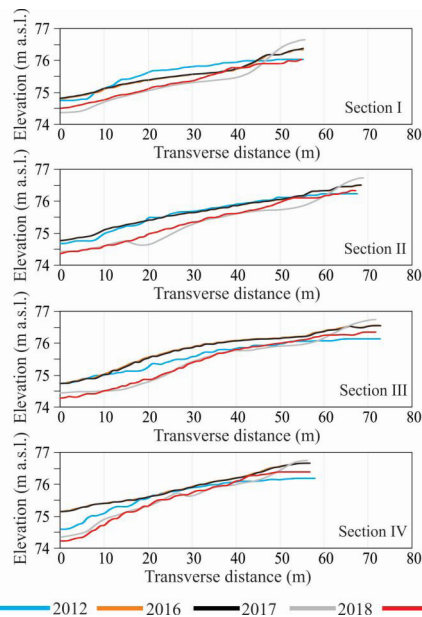 Elevation (m a.s.l.)
77
76
75
74
Section I
0 10 20 30 40 50 60 70 80
Transverse distance (m)
Elevation (m a.s.l.)
77
76
75
74
Section II
0 10 20 30 40 50 60 70 80
Transverse distance (m)
Elevation (m a.s.l.)
77
76
75
74
Section III
0 10 20 30 40 50 60 70 80
Transverse distance (m)
Elevation (m a.s.l.)
77
76
75
74
Section IV
0 10 20 30 40 50 60 70 80
Transverse distance (m)
2012 2016 2017 2018